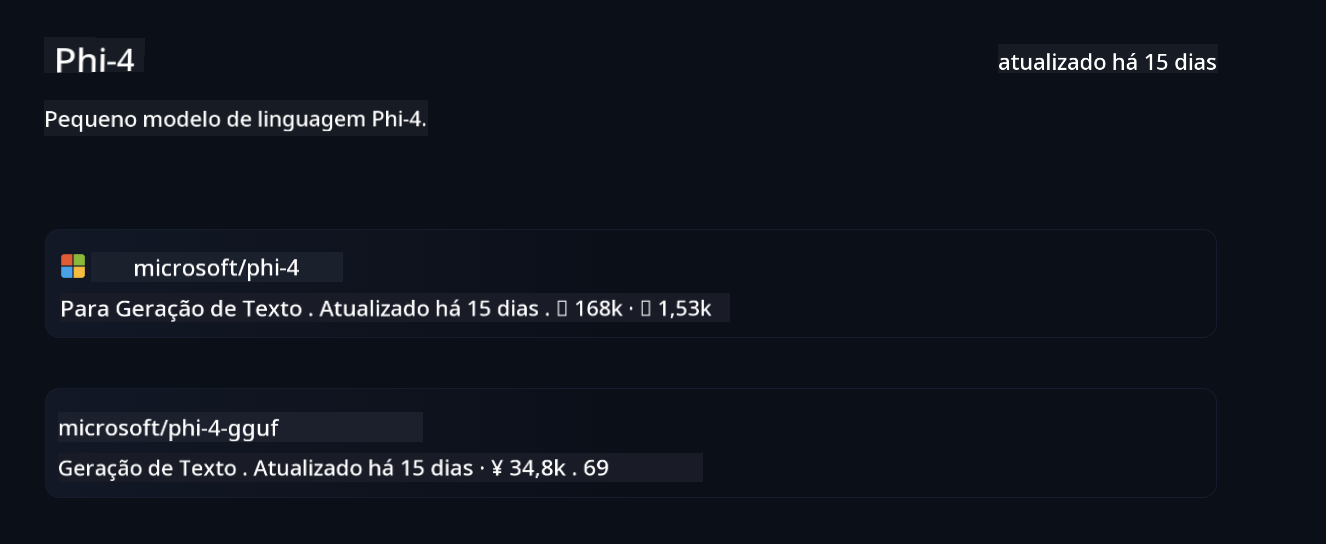 Phi-4
atualizado há 15 dias
Pequeno modelo de linguagem Phi-4.
microsoft/phi-4
Para Geração de Texto . Atualizado há 15 dias . ▯ 168k · ▯ 1,53k
microsoft/phi-4-gguf
Geração de Texto . Atualizado há 15 dias · ¥ 34,8k . 69